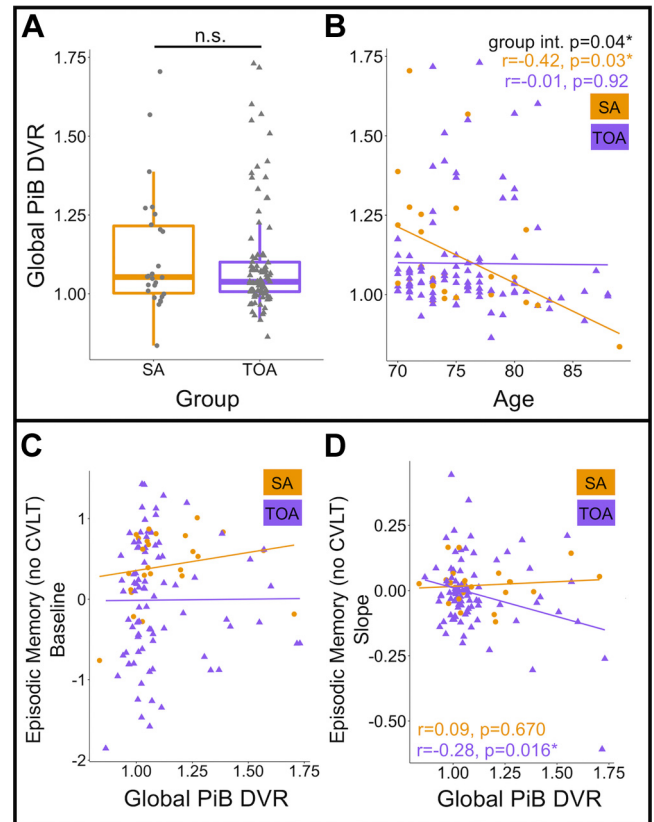 A
n.s.
1.75
1.50
1.25
1.00
Global PiB DVR
SA
TOA
Group
B
group int. p=0.04*
r=-0.42, p=0.03*
r=-0.01, p=0.92
SA
TOA
1.75
1.50
1.25
1.00
70
75
80
85
Age
C
SA
TOA
Episodic Memory (no CVLT)
Baseline
1
0
-1
-2
1.00
1.25
1.50
1.75
Global PiB DVR
D
SA
TOA
Episodic Memory (no CVLT)
Slope
0.25
0.00
-0.25
-0.50
r=0.09, p=0.670
r=-0.28, p=0.016*
1.00
1.25
1.50
1.75
Global PiB DVR